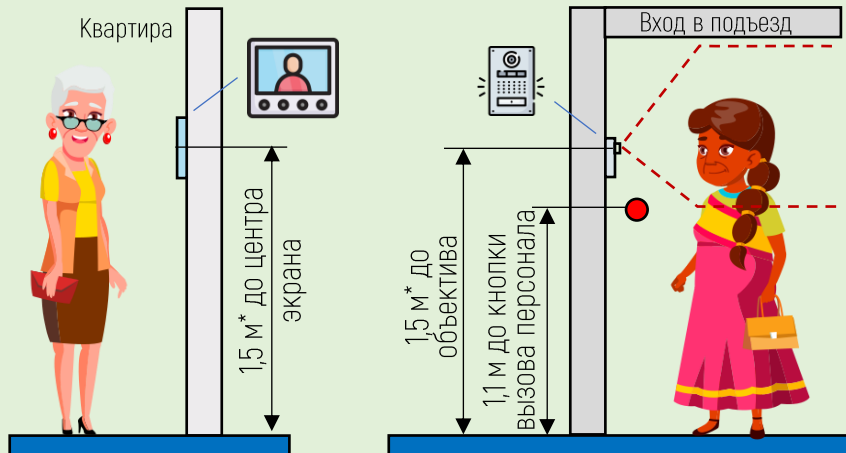 Квартира
Вход в подъезд
1,5 м* до центра
экрана
1,5 м* до
объектива
1,1 м до кнопки
вызова персонала